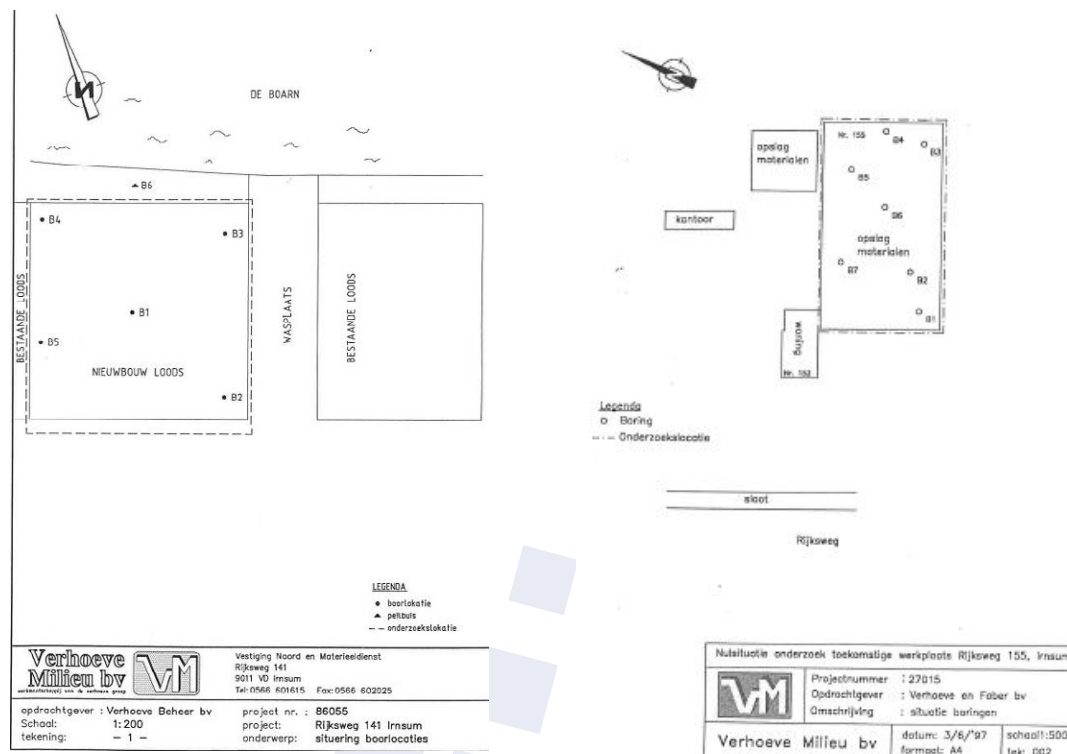 N
DE BOARN
B6
B4
B3
B1
B5
B2
BESTAANDE LOODS
NIEUWBOUW LOODS
WASPLAATS
BESTAANDE LOODS
LEGENDA
boorlokatie
peilbuis
onderzoekslokatie
Verhoeve
Milieu bv
VM
Vestiging Noord en Materieeldienst
Rijksweg 141
9011 VD Irnsum
Tel: 0566 601615 Fax: 0566 602025
opdrachtgever : Verhoeve Beheer bv
Schaal: 1:200
tekening: – 1 –
project nr. : 86055
project: Rijksweg 141 Irnsum
onderwerp: situering boorlocaties
opslag
materialen
Nr. 155
B4
B3
B5
B6
kantoor
opslag
materialen
B7
B2
B1
woning
Nr. 153
Legenda
Boring
Onderzoekslocatie
sloot
Rijksweg
Nulsituatie onderzoek toekomstige werkplaats Rijksweg 155, Irnsum
VM
Projectnummer : 27015
Opdrachtgever : Verhoeve en Faber bv
Omschrijving : situatie boringen
Verhoeve Milieu bv
datum: 3/6/'97
schaal1:500
formaat: A4
tek: 002